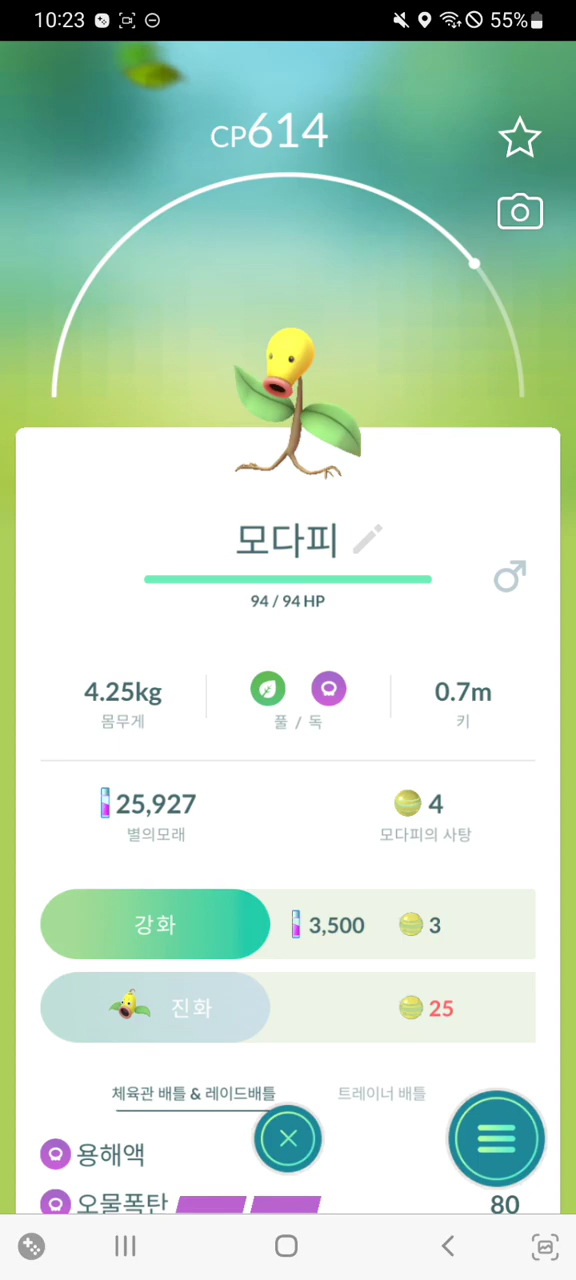 10:23 55%
CP614
모다피
94 / 94 HP
4.25kg 0.7m
몸무게 풀 / 독 키
25,927 4
별의모래 모다피의 사탕
강화 3,500 3
진화 25
체육관 배틀 & 레이드배틀 트레이너 배틀
용해액
오물폭탄 80